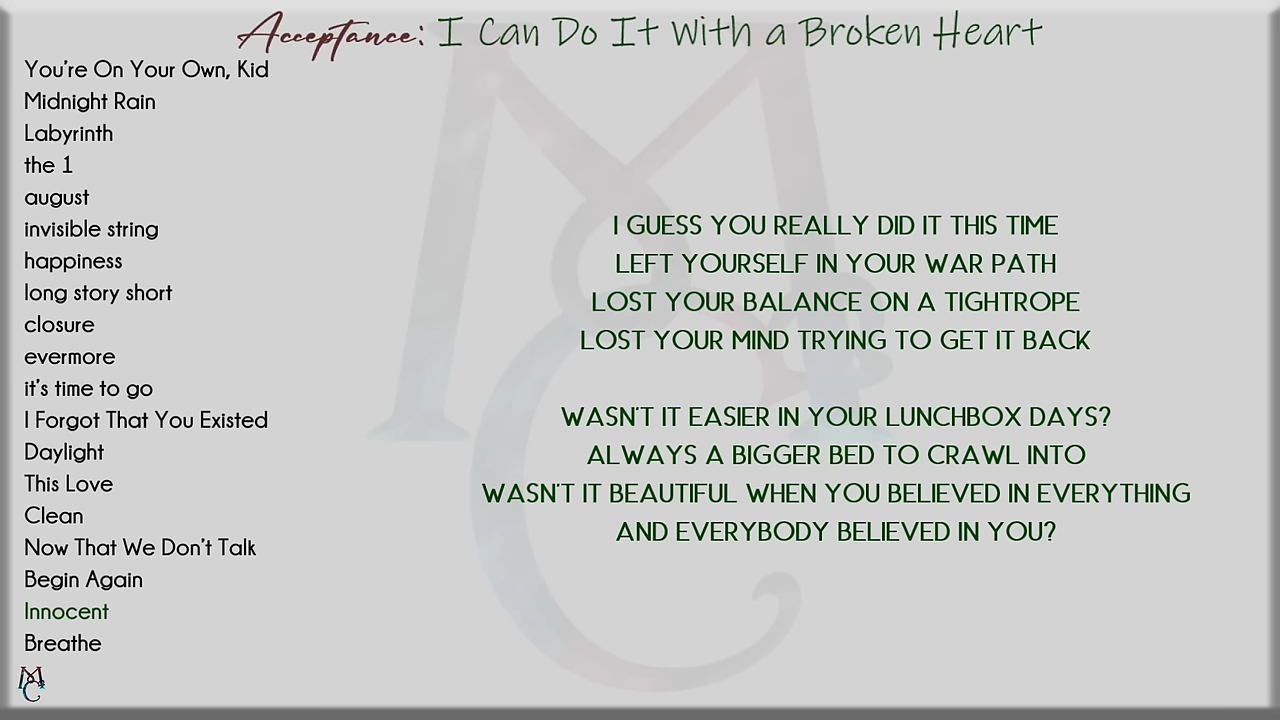 Acceptance: I Can Do It With a Broken Heart
You're On Your Own, Kid
Midnight Rain
Labyrinth
the 1
august
invisible string
happiness
long story short
closure
evermore
it's time to go
I Forgot That You Existed
Daylight
This Love
Clean
Now That We Don't Talk
Begin Again
Innocent
Breathe
I GUESS YOU REALLY DID IT THIS TIME
LEFT YOURSELF IN YOUR WAR PATH
LOST YOUR BALANCE ON A TIGHTROPE
LOST YOUR MIND TRYING TO GET IT BACK
WASN'T IT EASIER IN YOUR LUNCHBOX DAYS?
ALWAYS A BIGGER BED TO CRAWL INTO
WASN'T IT BEAUTIFUL WHEN YOU BELIEVED IN EVERYTHING
AND EVERYBODY BELIEVED IN YOU?